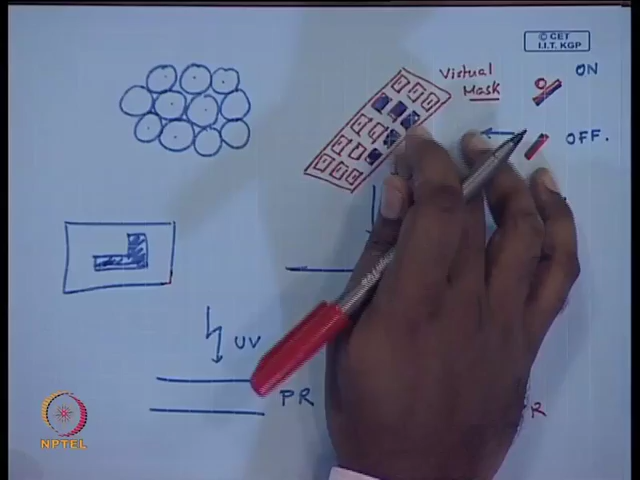 © CET
I.I.T. KGP
Virtual
Mask
ON
OFF.
UV
PR
R
NPTEL